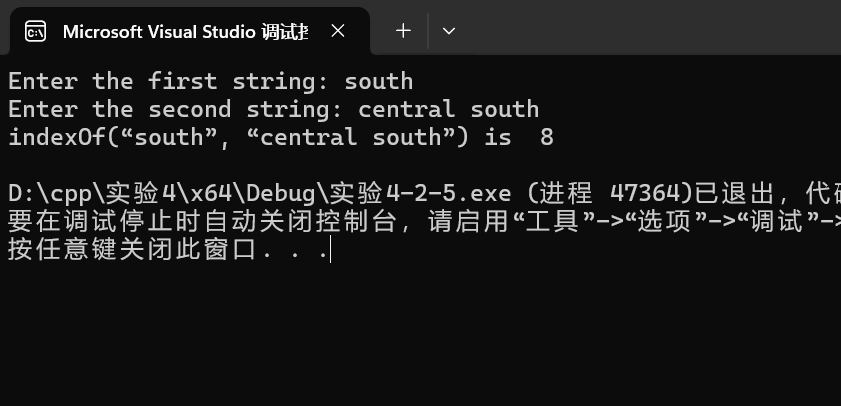 Microsoft Visual Studio 调试
Enter the first string: south
Enter the second string: central south
indexOf(“south”, “central south”) is  8
D:\cpp\实验4\x64\Debug\实验4-2-5.exe (进程 47364)已退出，代
要在调试停止时自动关闭控制台，请启用“工具”->“选项”->“调试”->
按任意键关闭此窗口. . .